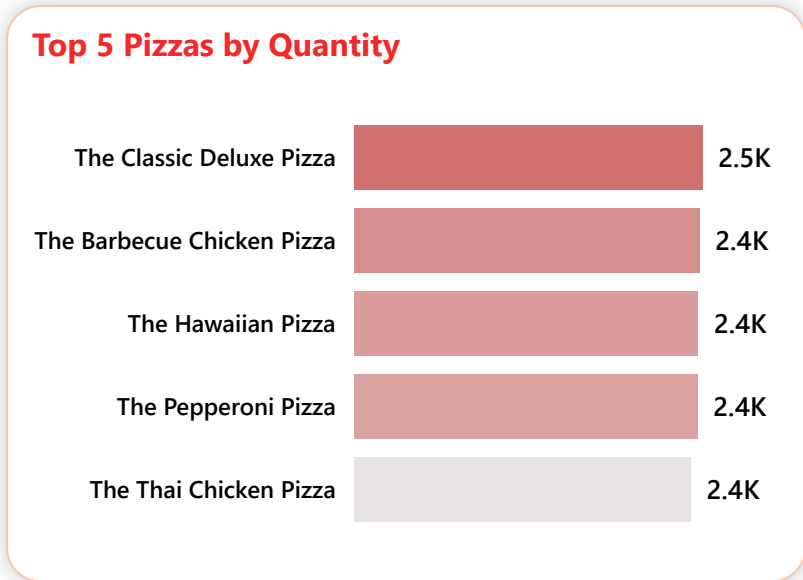 Top 5 Pizzas by Quantity
The Classic Deluxe Pizza 2.5K
The Barbecue Chicken Pizza 2.4K
The Hawaiian Pizza 2.4K
The Pepperoni Pizza 2.4K
The Thai Chicken Pizza 2.4K